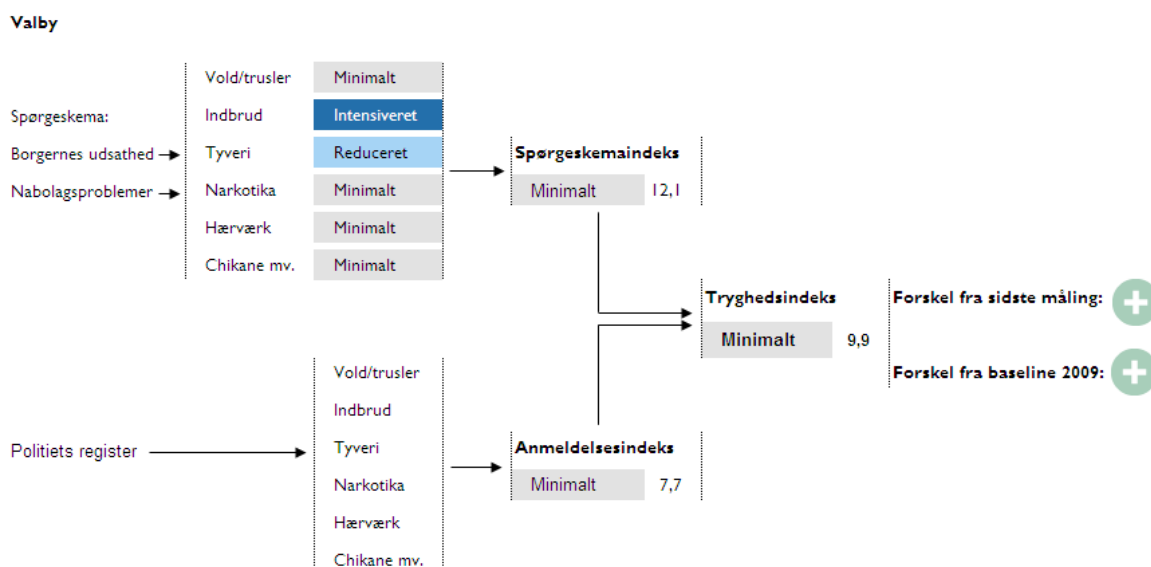 Valby
Vold/trusler Minimalt
Spørgeskema: Indbrud Intensiveret
Borgernes udsathed Tyveri Reduceret Spørgeskemaindeks
Nabolagsproblemer Narkotika Minimalt Minimalt 12,1
Hærværk Minimalt
Chikane mv. Minimalt
Tryghedsindeks Forskel fra sidste måling:
Minimalt 9,9
Vold/trusler Forskel fra baseline 2009:
Indbrud
Politiets register Tyveri Anmeldelsesindeks
Narkotika Minimalt 7,7
Hærværk
Chikane mv.